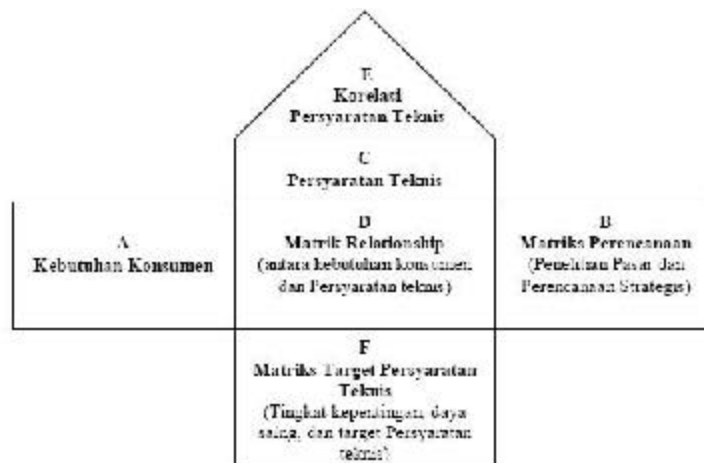 E
Korelasi
Persyaratan Teknis
C
Persyaratan Teknis
A
Kebutuhan Konsumen
D
Matrik Relationship
(antara kebutuhan konsumen
dan Persyaratan teknis)
B
Matriks Perencanaan
(Penelitian Pasar dan
Perencanaan Strategis)
F
Matriks Target Persyaratan
Teknis
(Tingkat kepentingan, daya
saing, dan target Persyaratan
teknis)